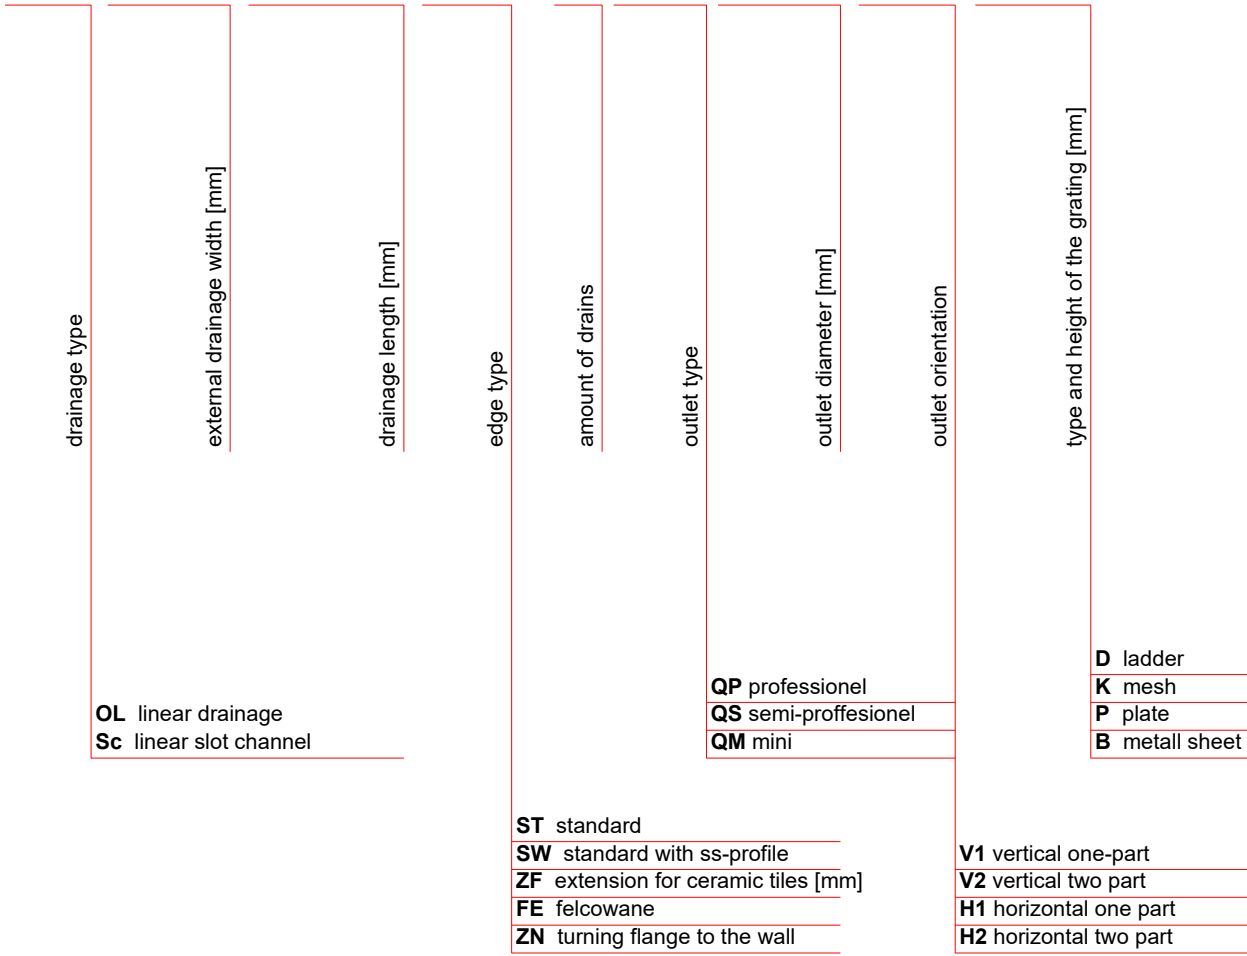 drainage type
external drainage width [mm]
drainage length [mm]
edge type
amount of drains
outlet type
outlet diameter [mm]
outlet orientation
type and height of the grating [mm]
OL linear drainage
Sc linear slot channel
ST standard
SW standard with ss-profile
ZF extension for ceramic tiles [mm]
FE felcowane
ZN turning flange to the wall
QP professionel
QS semi-proffesionel
QM mini
V1 vertical one-part
V2 vertical two part
H1 horizontal one part
H2 horizontal two part
D ladder
K mesh
P plate
B metall sheet